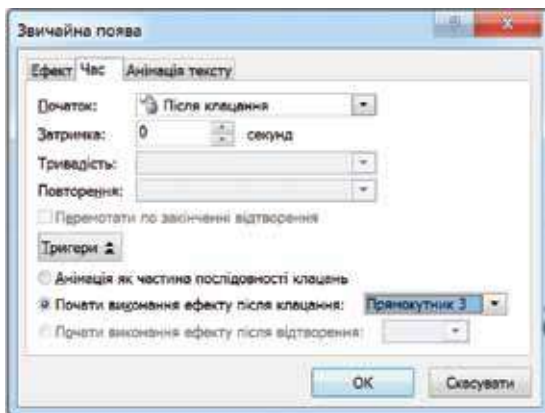 Звичайна поява
Ефект Час Анімація тексту
Початок: Після клацання
Затримка: 0 секунд
Тривалість:
Повторення:
Перемотати по закінченні відтворення
Тригери
Анімація як частина послідовності клацань
Почати виконання ефекту після клацання: Прямокутник 3
Почати виконання ефекту після відтворення:
ОК Скасувати